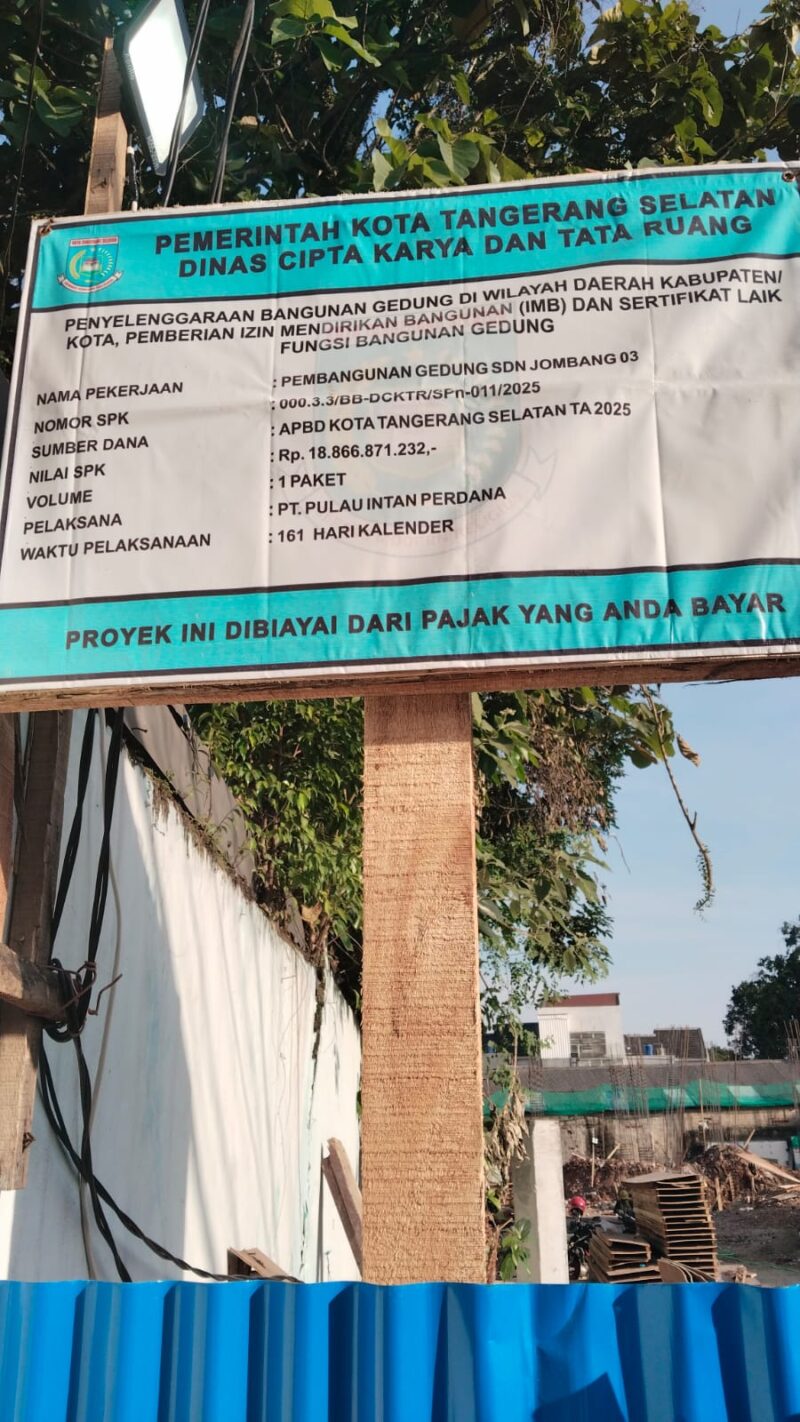 PEMERINTAH KOTA TANGERANG SELATAN
DINAS CIPTA KARYA DAN TATA RUANG
PENYELENGGARAAN BANGUNAN GEDUNG DI WILAYAH DAERAH KABUPATEN/
KOTA, PEMBERIAN IZIN MENDIRIKAN BANGUNAN (IMB) DAN SERTIFIKAT LAIK
FUNGSI BANGUNAN GEDUNG
NAMA PEKERJAAN : PEMBANGUNAN GEDUNG SDN JOMBANG 03
NOMOR SPK : 000.3.3/BB-DCKTR/SPn-011/2025
SUMBER DANA : APBD KOTA TANGERANG SELATAN TA 2025
NILAI SPK : Rp. 18.866.871.232,-
VOLUME : 1 PAKET
PELAKSANA : PT. PULAU INTAN PERDANA
WAKTU PELAKSANAAN : 161 HARI KALENDER
PROYEK INI DIBIAYAI DARI PAJAK YANG ANDA BAYAR